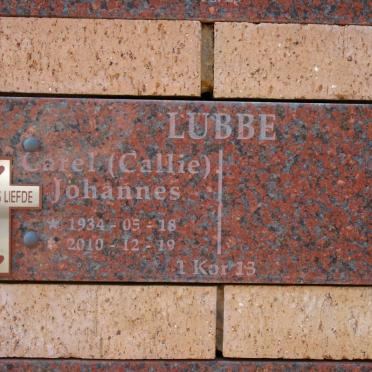 LUBBE
Carel (Callie)
Johannes
LIEFDE
* 1934 - 05 - 18
* 2010 - 12 - 19
1 Kor 13